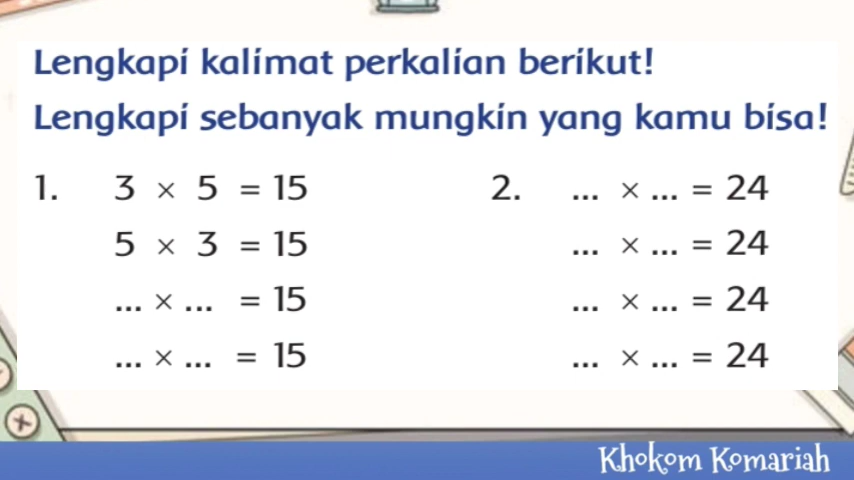 Lengkapi kalimat perkalian berikut!
Lengkapi sebanyak mungkin yang kamu bisa!
1. 3 × 5 = 15
5 × 3 = 15
... × ... = 15
... × ... = 15
2. ... × ... = 24
... × ... = 24
... × ... = 24
... × ... = 24
Khokom Komariah